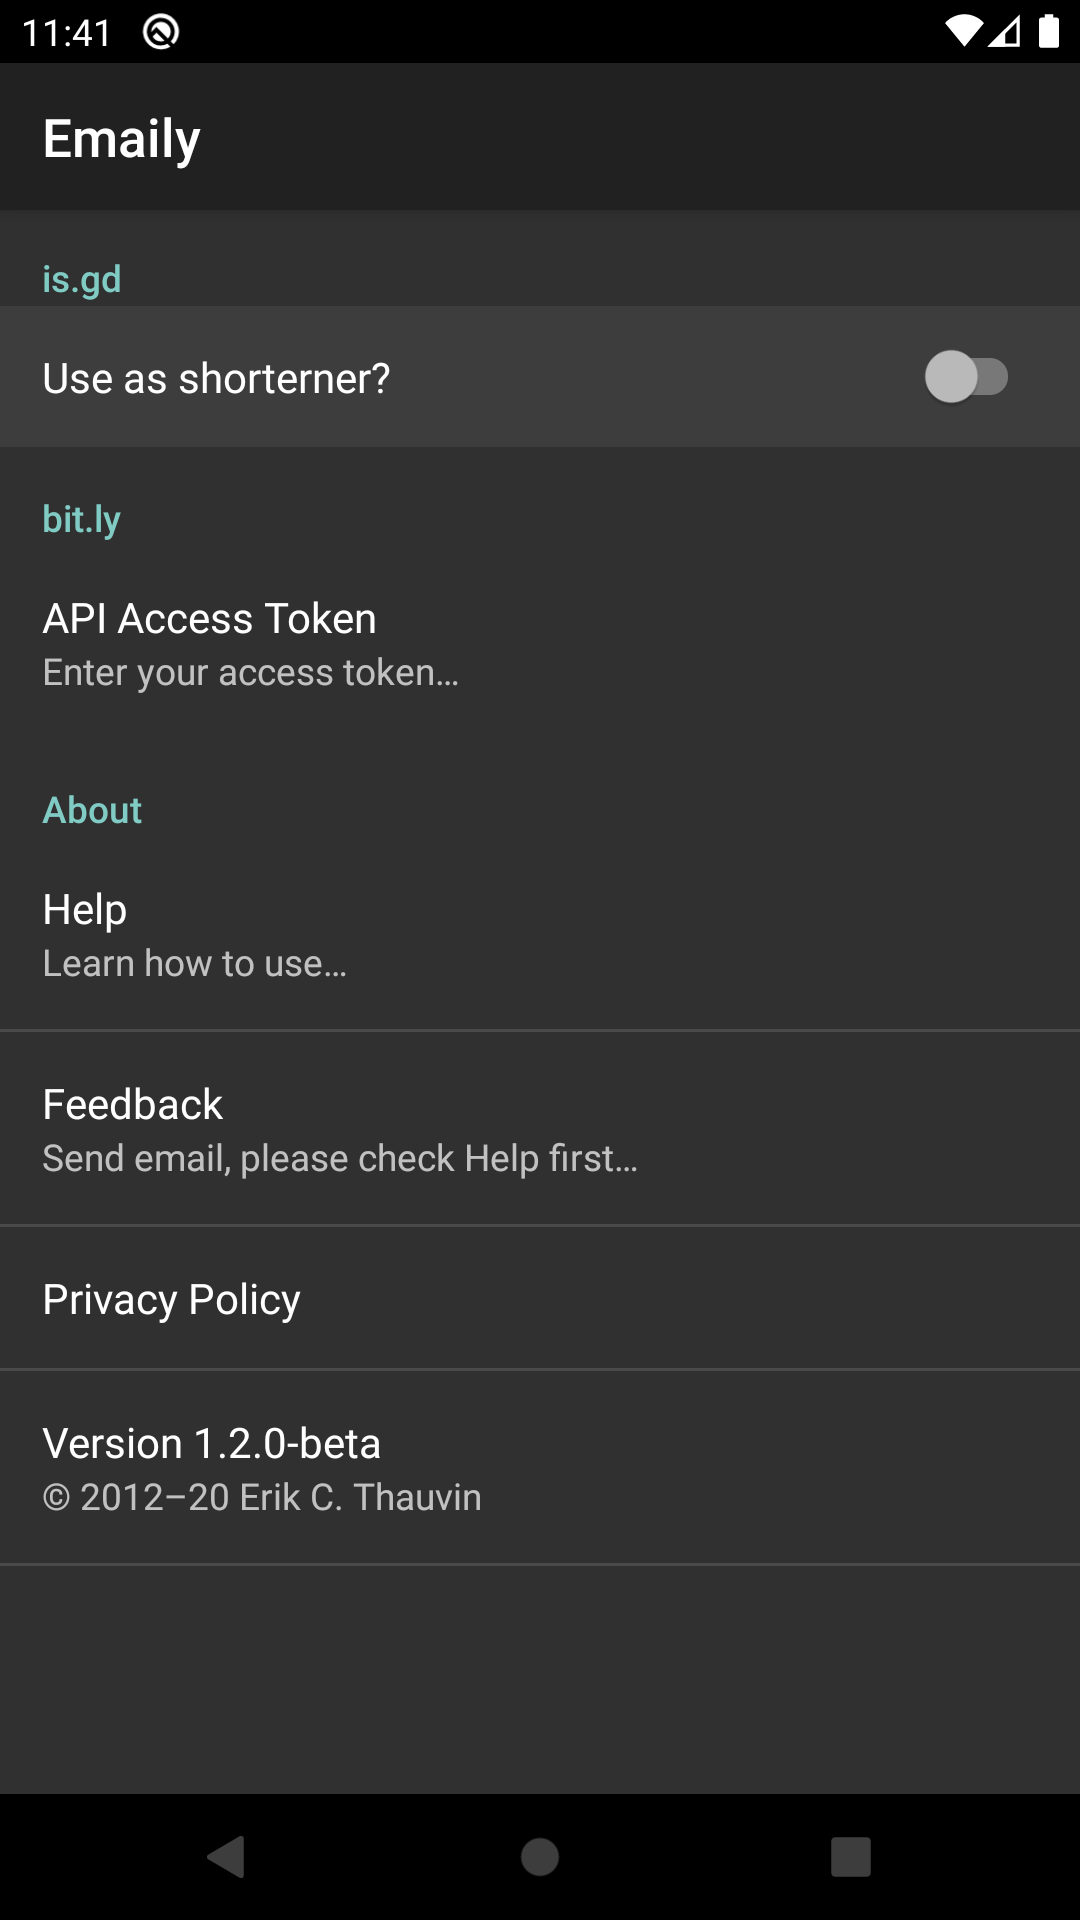 11:41
Emaily
is.gd
Use as shorterner?
bit.ly
API Access Token
Enter your access token…
About
Help
Learn how to use…
Feedback
Send email, please check Help first…
Privacy Policy
Version 1.2.0-beta
© 2012–20 Erik C. Thauvin